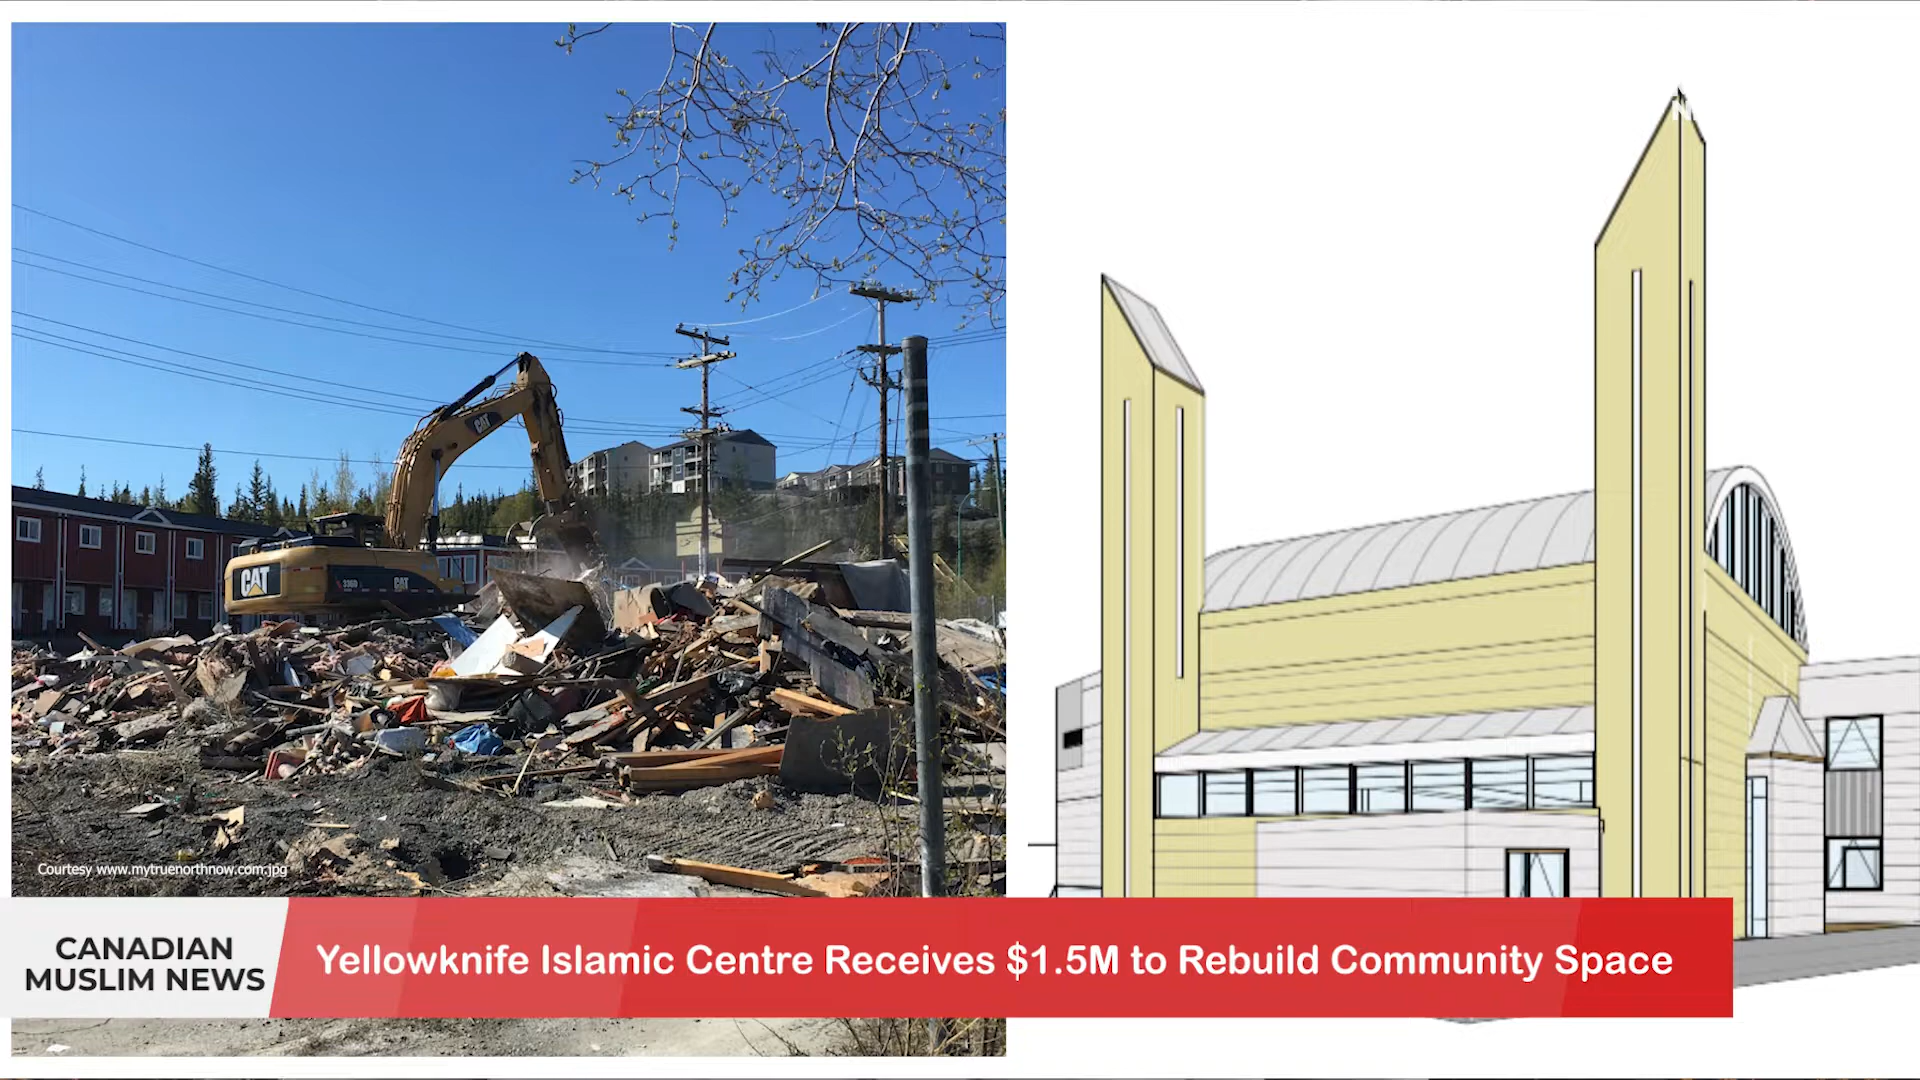 CAT
CAT
336D
CAT
Courtesy www.mytruenorthnow.com.jpg
CANADIAN
MUSLIM NEWS
Yellowknife Islamic Centre Receives $1.5M to Rebuild Community Space